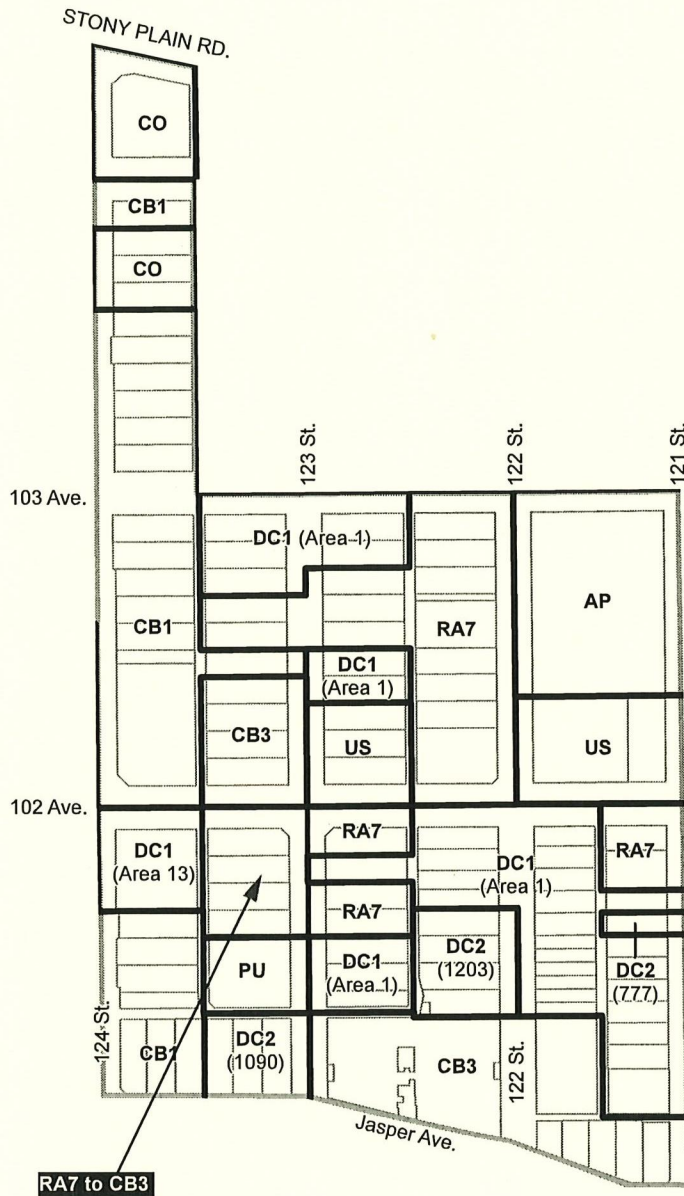 STONY PLAIN RD.
CO
CB1
CO
123 St.
122 St.
121 St.
103 Ave.
DC1 (Area 1)
CB1
RA7
AP
DC1
(Area 1)
CB3
US
US
102 Ave.
DC1
(Area 13)
RA7
DC1
(Area 1)
RA7
RA7
PU
DC1
(Area 1)
DC2
(1203)
DC2
(777)
124 St.
CB1
DC2
(1090)
CB3
122 St.
Jasper Ave.
RA7 to CB3